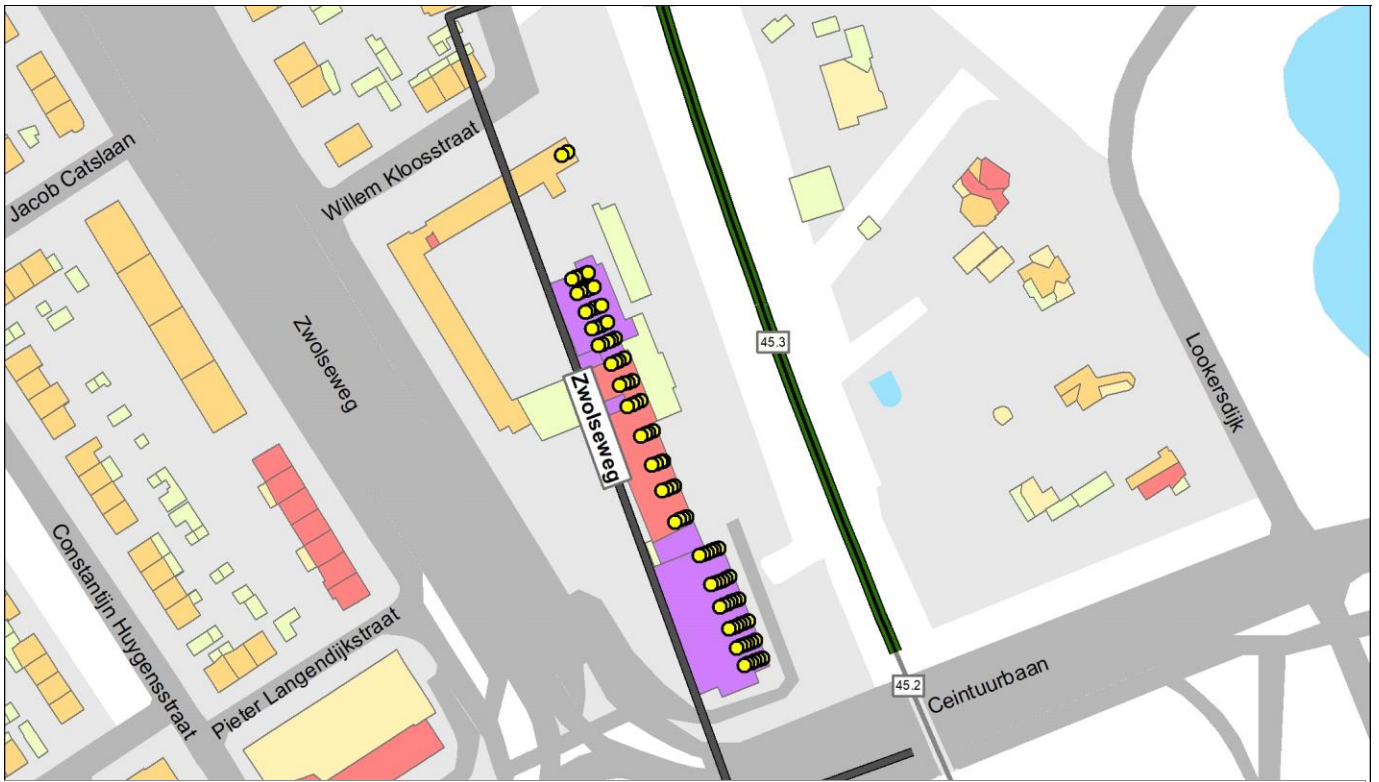 Jacob Catslaan
Willem Kloosstraat
Zwolseweg
45.3
Zwolseweg
Lookersdijk
Constantijn Huygensstraat
Pieter Langendijkstraat
45.2
Ceintuurbaan